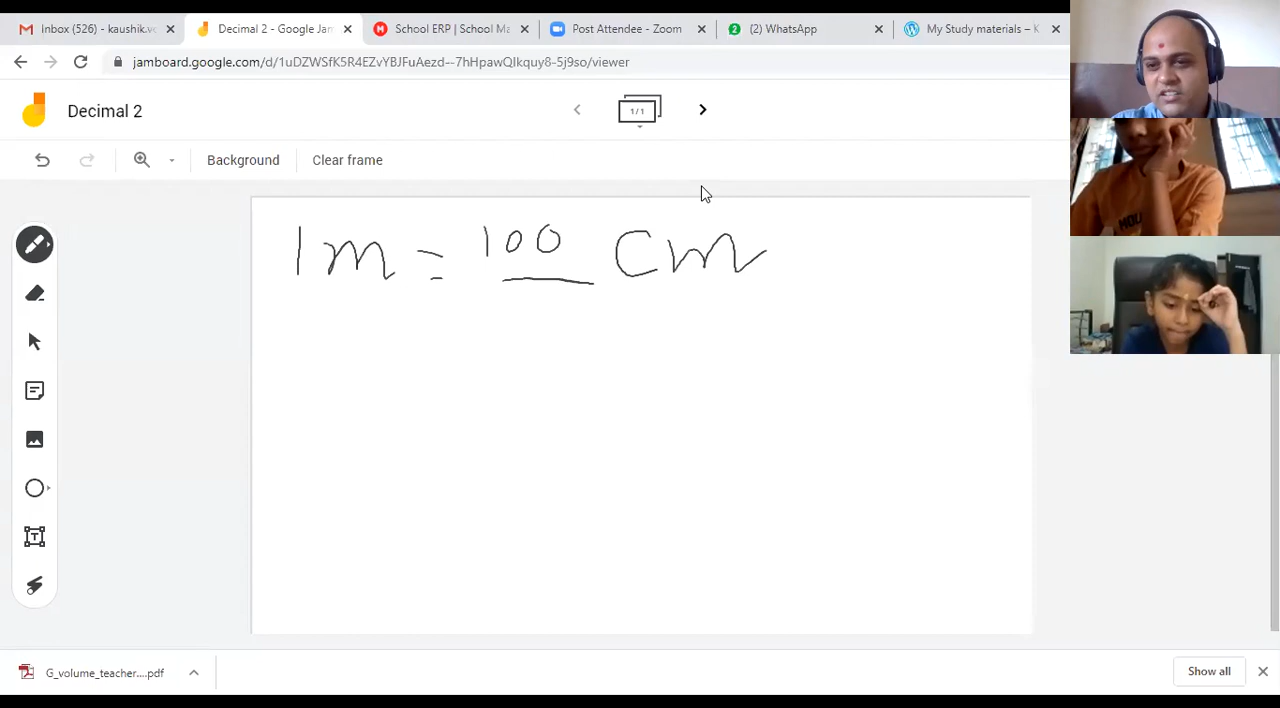 Inbox (526) - kaushik.vo
Decimal 2 - Google Jam
School ERP | School Ma
Post Attendee - Zoom
(2) WhatsApp
My Study materials – K
jamboard.google.com/d/1uDZWSfK5R4EZvYBJFuAezd--7hHpawQIkquy8-5j9so/viewer
Decimal 2
1/1
Background
Clear frame
1 m = 100 Cm
G_volume_teacher....pdf
Show all